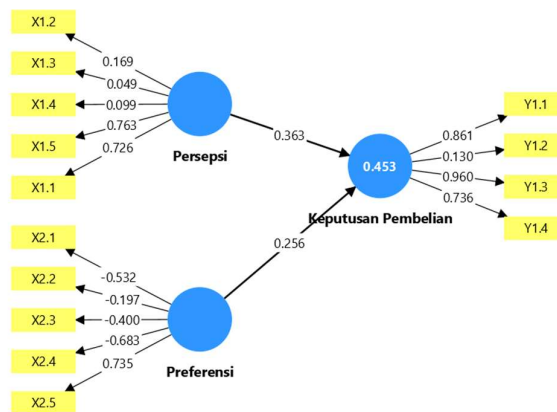 X1.2
X1.3
X1.4
X1.5
X1.1
0.169
0.049
0.099
0.763
0.726
Persepsi
0.363
X2.1
X2.2
X2.3
X2.4
X2.5
-0.532
-0.197
-0.400
-0.683
0.735
Preferensi
0.256
0.453
Keputusan Pembelian
0.861
0.130
0.960
0.736
Y1.1
Y1.2
Y1.3
Y1.4